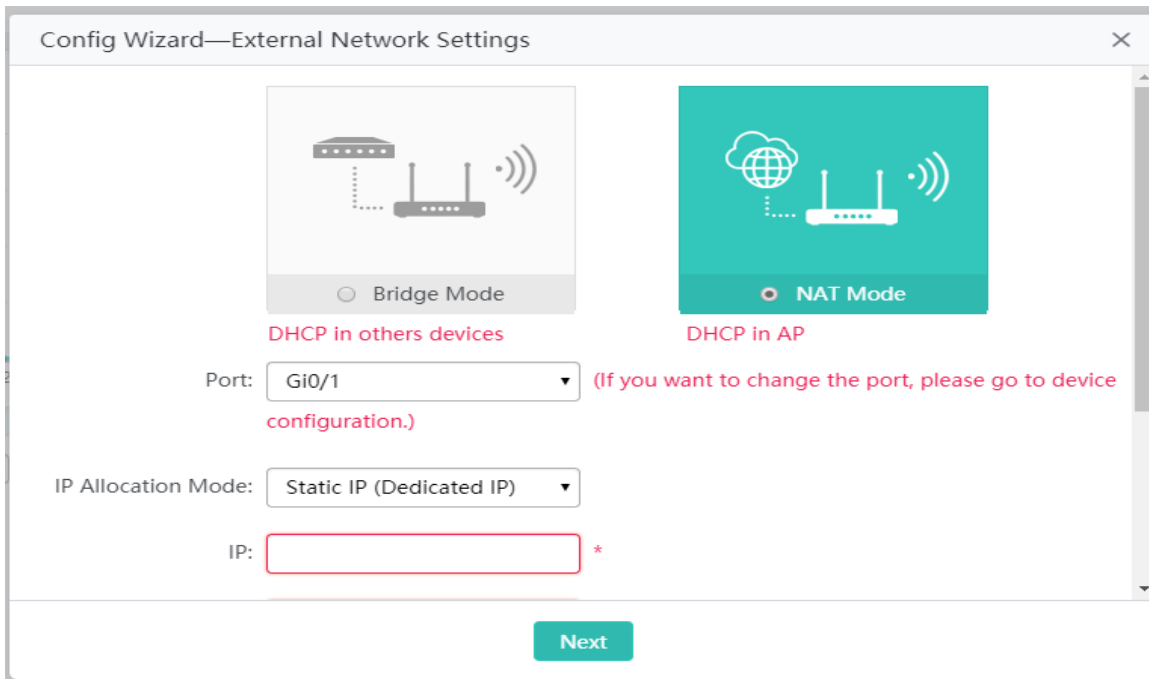 Config Wizard—External Network Settings
Bridge Mode
NAT Mode
DHCP in others devices
DHCP in AP
Port:
Gi0/1
(If you want to change the port, please go to device
configuration.)
IP Allocation Mode:
Static IP (Dedicated IP)
IP:
*
Next